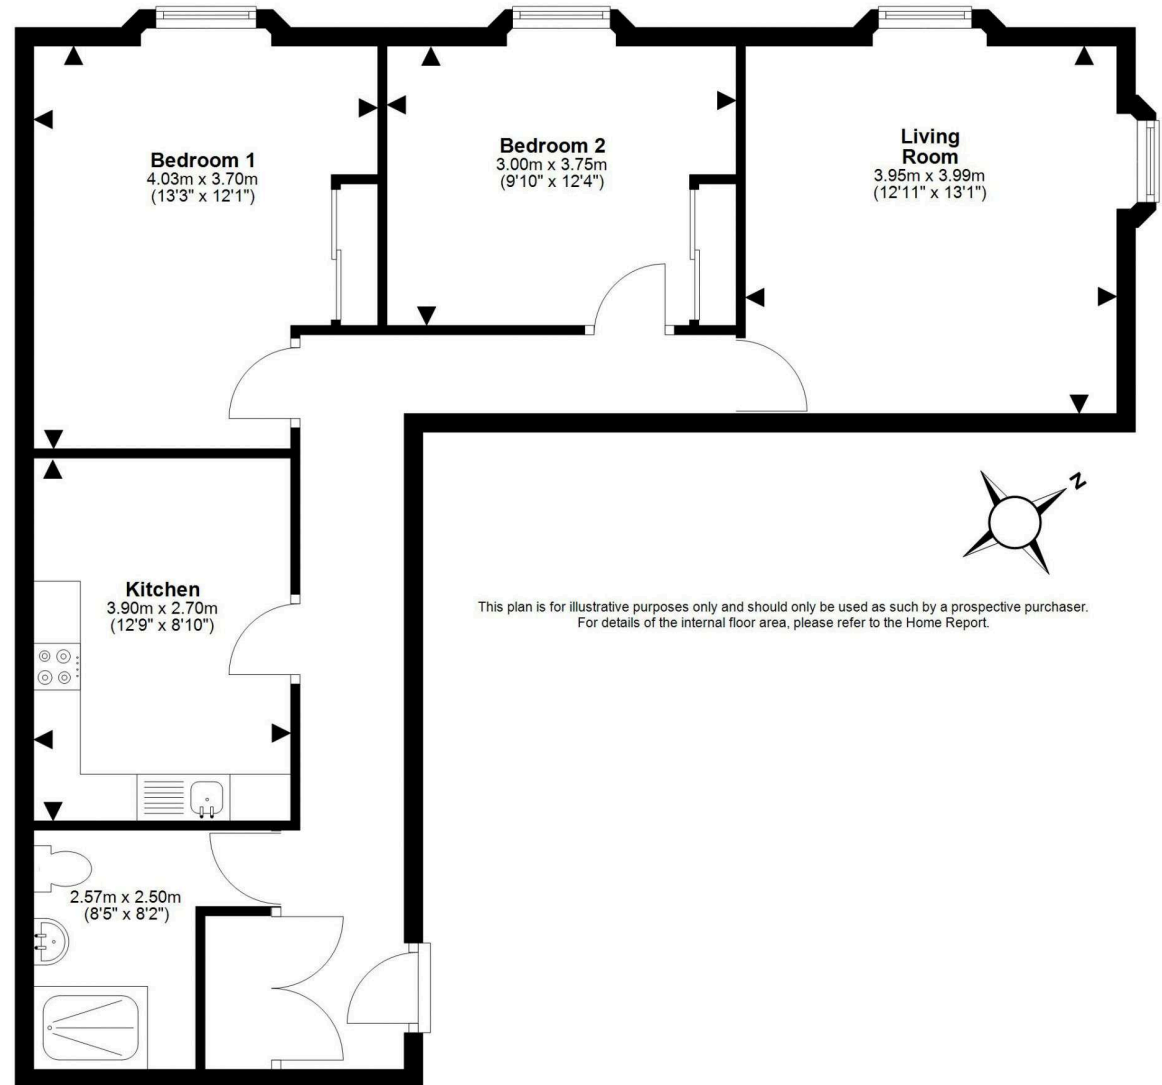 Bedroom 1
4.03m x 3.70m
(13'3" x 12'1")
Bedroom 2
3.00m x 3.75m
(9'10" x 12'4")
Living
Room
3.95m x 3.99m
(12'11" x 13'1")
Kitchen
3.90m x 2.70m
(12'9" x 8'10")
2.57m x 2.50m
(8'5" x 8'2")
N
This plan is for illustrative purposes only and should only be used as such by a prospective purchaser.
For details of the internal floor area, please refer to the Home Report.